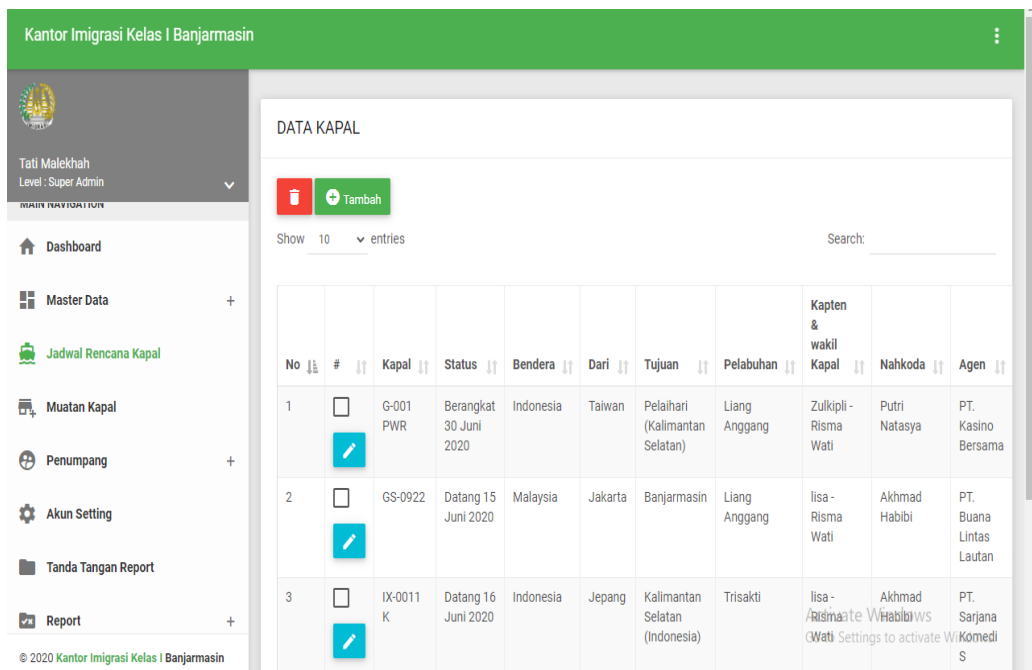 Kantor Imigrasi Kelas I Banjarmasin
Tati Malekhah
Level : Super Admin
MAIN NAVIGATION
Dashboard
Master Data +
Jadwal Rencana Kapal
Muatan Kapal
Penumpang +
Akun Setting
Tanda Tangan Report
Report +
© 2020 Kantor Imigrasi Kelas I Banjarmasin
DATA KAPAL
Tambah
Show 10 entries
Search:
No # Kapal Status Bendera Dari Tujuan Pelabuhan Kapten & wakil Kapal Nahkoda Agen
1 G-001 PWR Berangkat 30 Juni 2020 Indonesia Taiwan Pelaihari (Kalimantan Selatan) Liang Anggang Zulkipli - Risma Wati Putri Natasya PT. Kasino Bersama
2 GS-0922 Datang 15 Juni 2020 Malaysia Jakarta Banjarmasin Liang Anggang lisa - Risma Wati Akhmad Habibi PT. Buana Lintas Lautan
3 IX-0011 K Datang 16 Juni 2020 Indonesia Jepang Kalimantan Selatan (Indonesia) Trisakti lisa - Risma Wati Akhmad Habibi PT. Sarjana Komedi S
Activate Windows
Go to Settings to activate Windows.